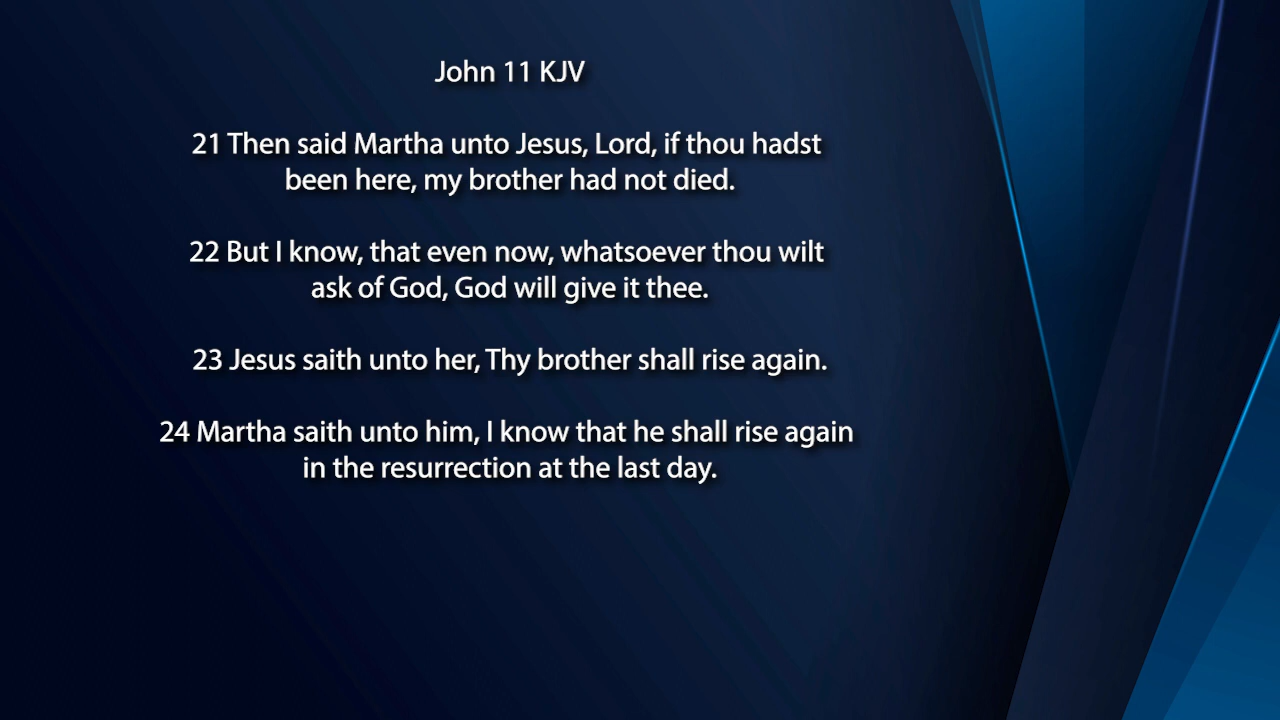 John 11 KJV
21 Then said Martha unto Jesus, Lord, if thou hadst
been here, my brother had not died.
22 But I know, that even now, whatsoever thou wilt
ask of God, God will give it thee.
23 Jesus saith unto her, Thy brother shall rise again.
24 Martha saith unto him, I know that he shall rise again
in the resurrection at the last day.